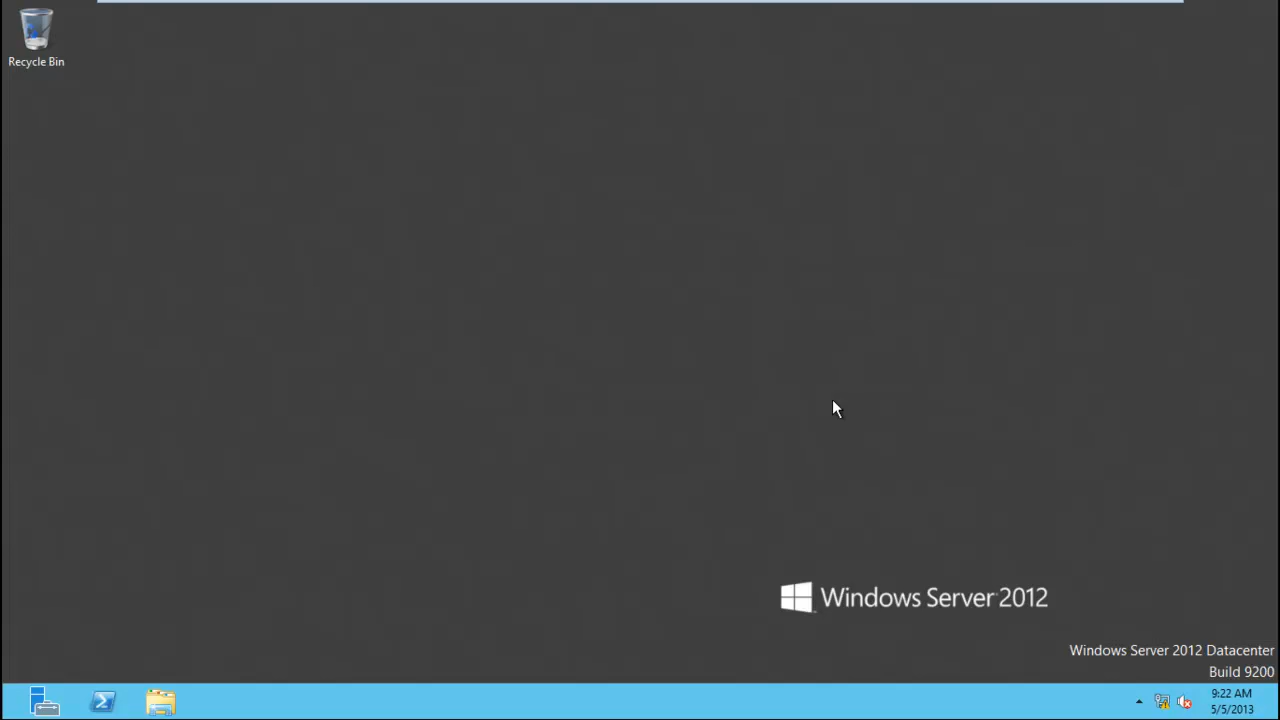 Recycle Bin
Windows Server 2012
Windows Server 2012 Datacenter
Build 9200
9:22 AM
5/5/2013